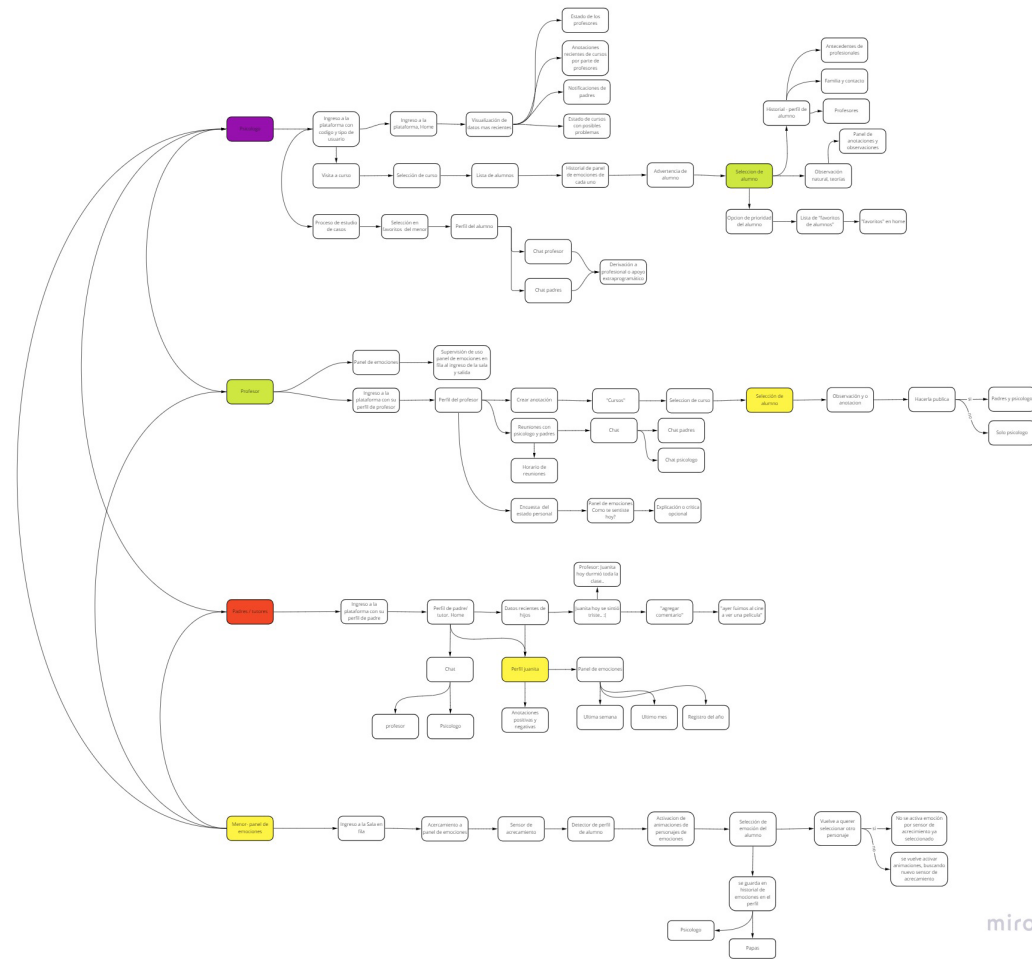 Psicologo
Ingreso a la
plataforma con
codigo y tipo de
usuario
Ingreso a la
plataforma, Home
Visualización de
datos mas recientes
Estado de los
profesores
Anotaciones
recientes de cursos
por parte de
profesores
Notificaciones de
padres
Estado de cursos
con posibles
problemas
Visita a curso
Selección de curso
Lista de alumnos
Historial de panel
de emociones de
cada uno
Advertencia de
alumno
Seleccion de
alumno
Historial - perfil de
alumno
Antecedentes de
profesionales
Familia y contacto
Profesores
Observación
natural, teorias
Panel de
anotaciones y
observaciones
Opcion de prioridad
del alumno
Lista de "favoritos
de alumnos"
"favoritos" en home
Proceso de estudio
de casos
Selección en
favoritos del menor
Perfil del alumno
Chat profesor
Chat padres
Derivación a
profesional o apoyo
extraprogramático
Profesor
Panel de emociones
Supervisión de uso
panel de emociones en
fila al ingreso de la sala
y salida
Ingreso a la
plataforma con su
perfil de profesor
Perfil del profesor
Crear anotación
"Cursos"
Seleccion de curso
Selección de
alumno
Observación y o
anotacion
Hacerla publica
si
Padres y psicologo
no
Solo psicologo
Reuniones con
psicologo y padres
Chat
Chat padres
Chat psicologo
Horario de
reuniones
Encuesta del
estado personal
Panel de emociones
Como se sentiste
hoy?
Explicación o critica
opcional
Padres / tutores
Ingreso a la
plataforma con su
perfil de padre
Perfil de padre/
tutor. Home
Datos recientes de
hijos
Juanita hoy se sintió
triste.. :(
Profesor: Juanita
hoy durmió toda la
clase...
"agregar
comentario"
"ayer fuimos al cine
a ver una pelicula"
Chat
profesor
Psicologo
Perfil Juanita
Anotaciones
positivas y
negativas
Panel de emociones
Ultima semana
Ultimo mes
Registro del año
Menor- panel de
emociones
Ingreso a la Sala en
fila
Acercamiento a
panel de emociones
Sensor de
acrecamiento
Detector de perfil
de alumno
Activacion de
animaciones de
personajes de
emociones
Selección de
emoción del
alumno
Vuelve a querer
seleccionar otro
personaje
si
No se activa emoción
por sensor de
acrecimiento ya
seleccionado
no
se vuelve activar
animaciones, buscando
nuevo sensor de
acrecamiento
se guarda en
historial de
emociones en el
perfil
Psicologo
Papas
miro